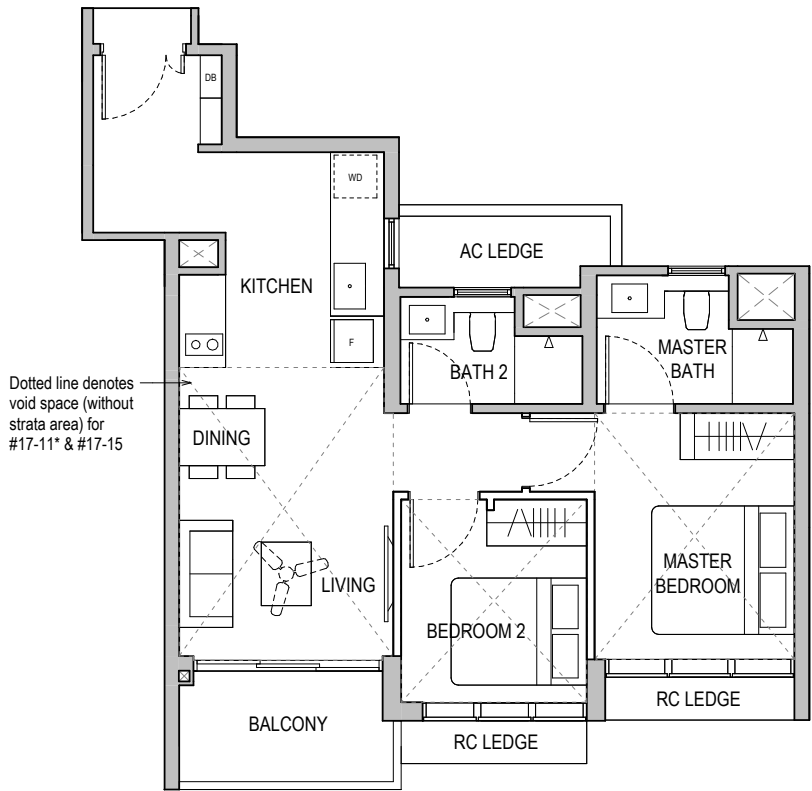 DB
WD
AC LEDGE
KITCHEN
F
BATH 2
MASTER
BATH
Dotted line denotes
void space (without
strata area) for
#17-11* & #17-15
DINING
LIVING
MASTER
BEDROOM
BEDROOM 2
RC LEDGE
BALCONY
RC LEDGE